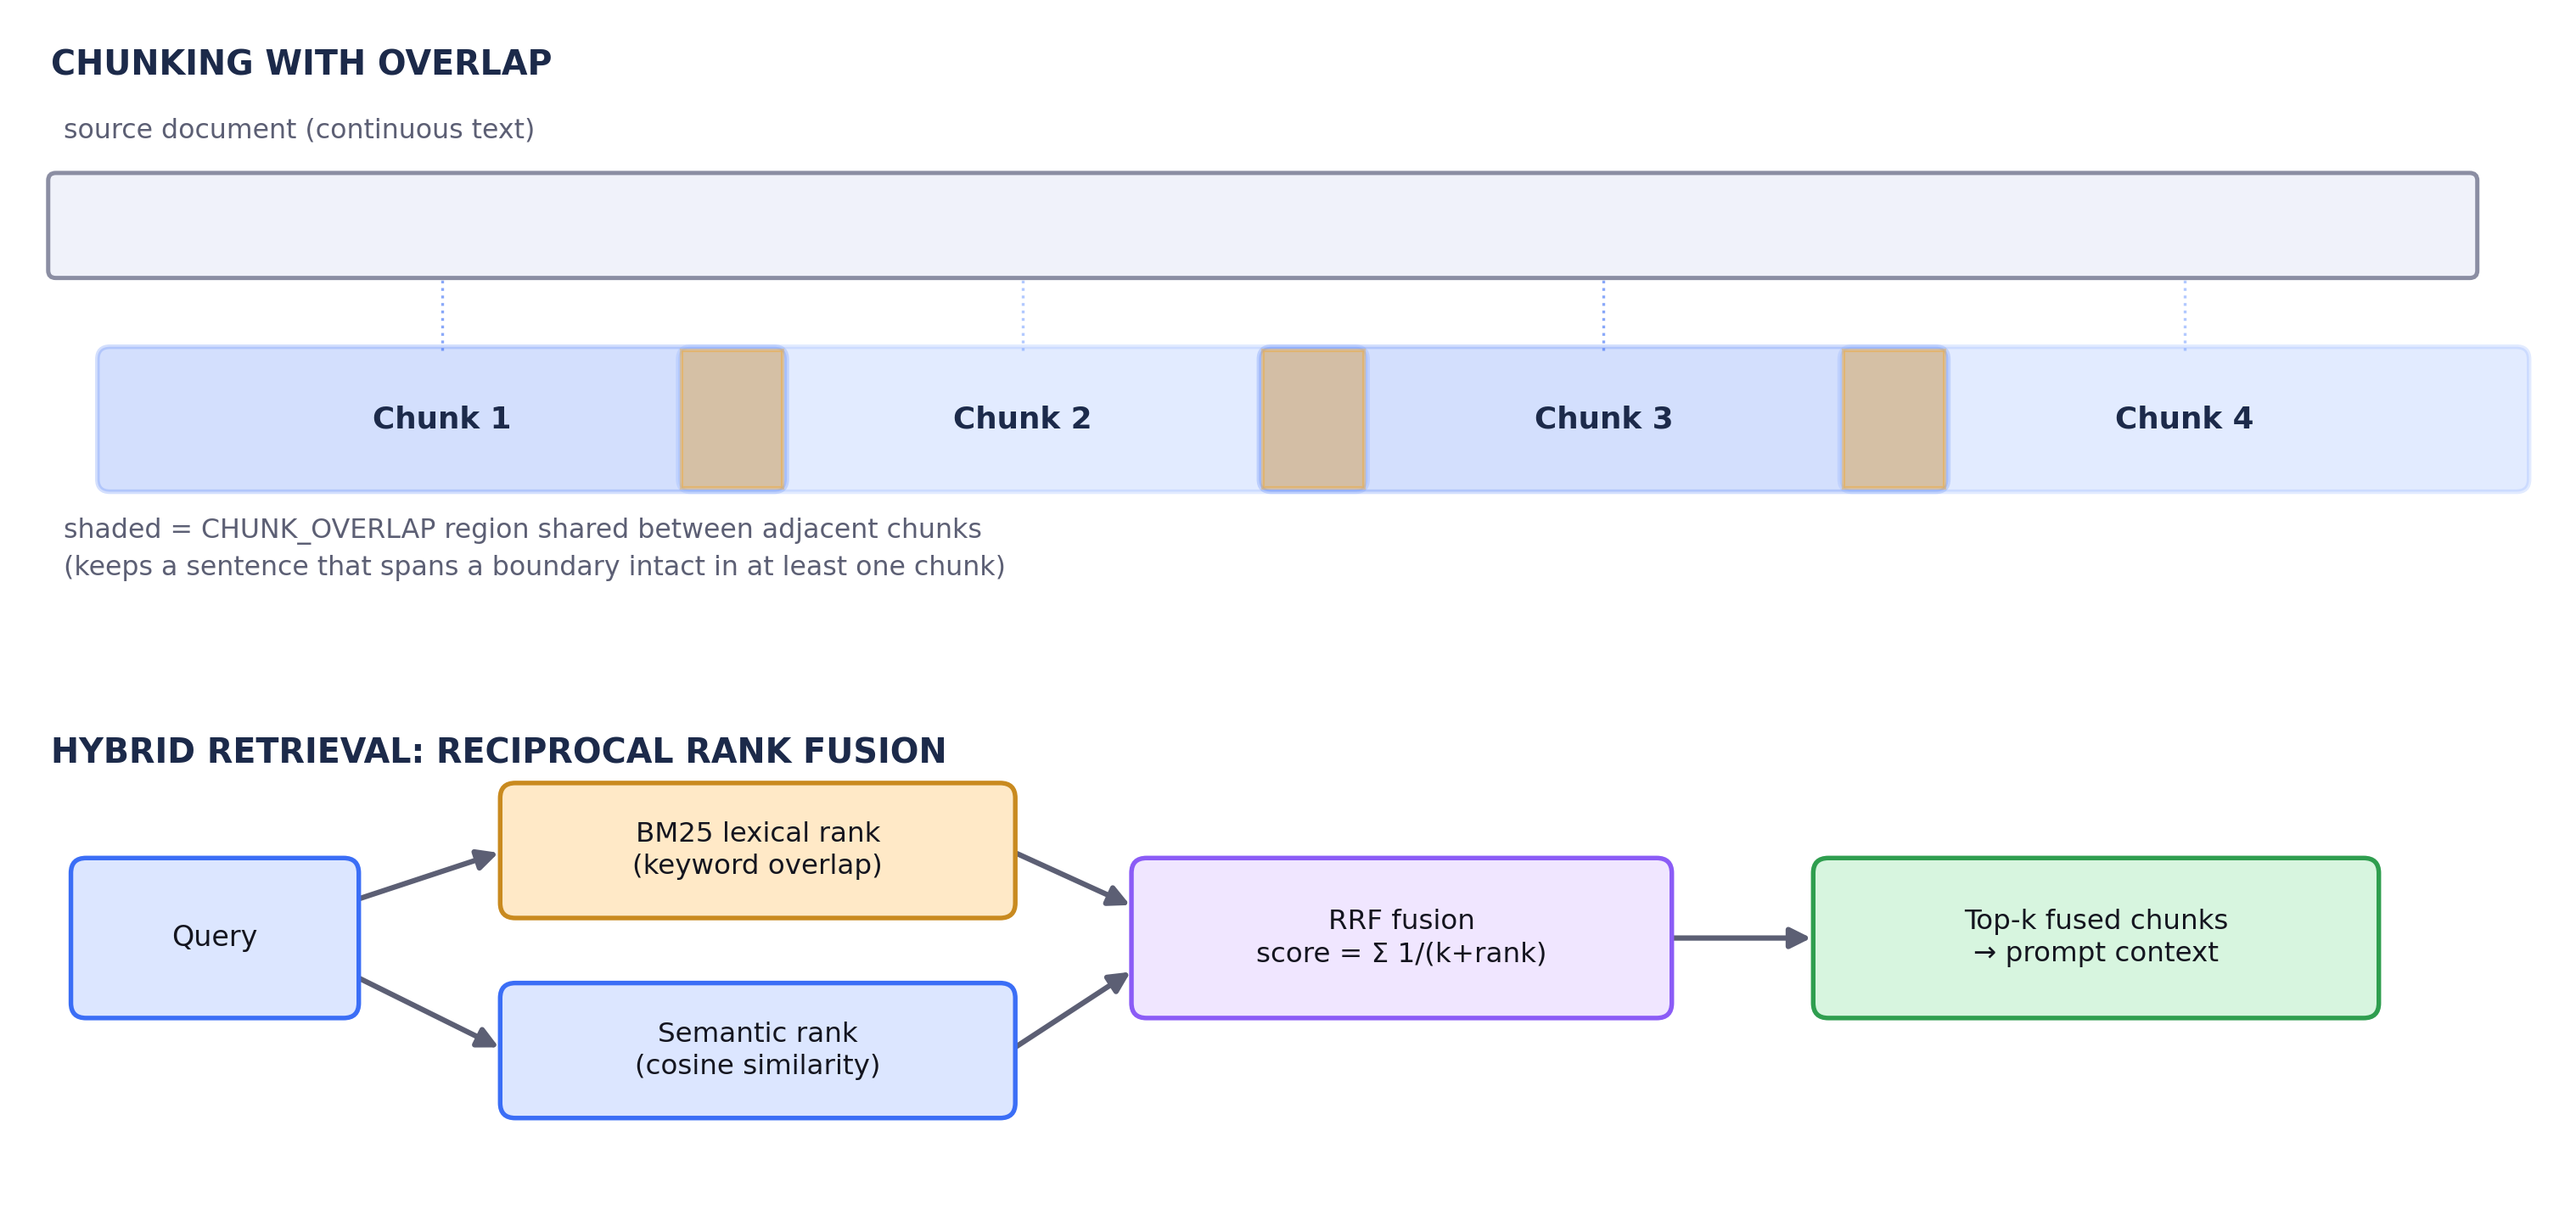 CHUNKING WITH OVERLAP
source document (continuous text)
Chunk 1
Chunk 2
Chunk 3
Chunk 4
shaded = CHUNK_OVERLAP region shared between adjacent chunks
(keeps a sentence that spans a boundary intact in at least one chunk)
HYBRID RETRIEVAL: RECIPROCAL RANK FUSION
Query
BM25 lexical rank
(keyword overlap)
Semantic rank
(cosine similarity)
RRF fusion
score = Σ 1/(k+rank)
Top-k fused chunks
→ prompt context